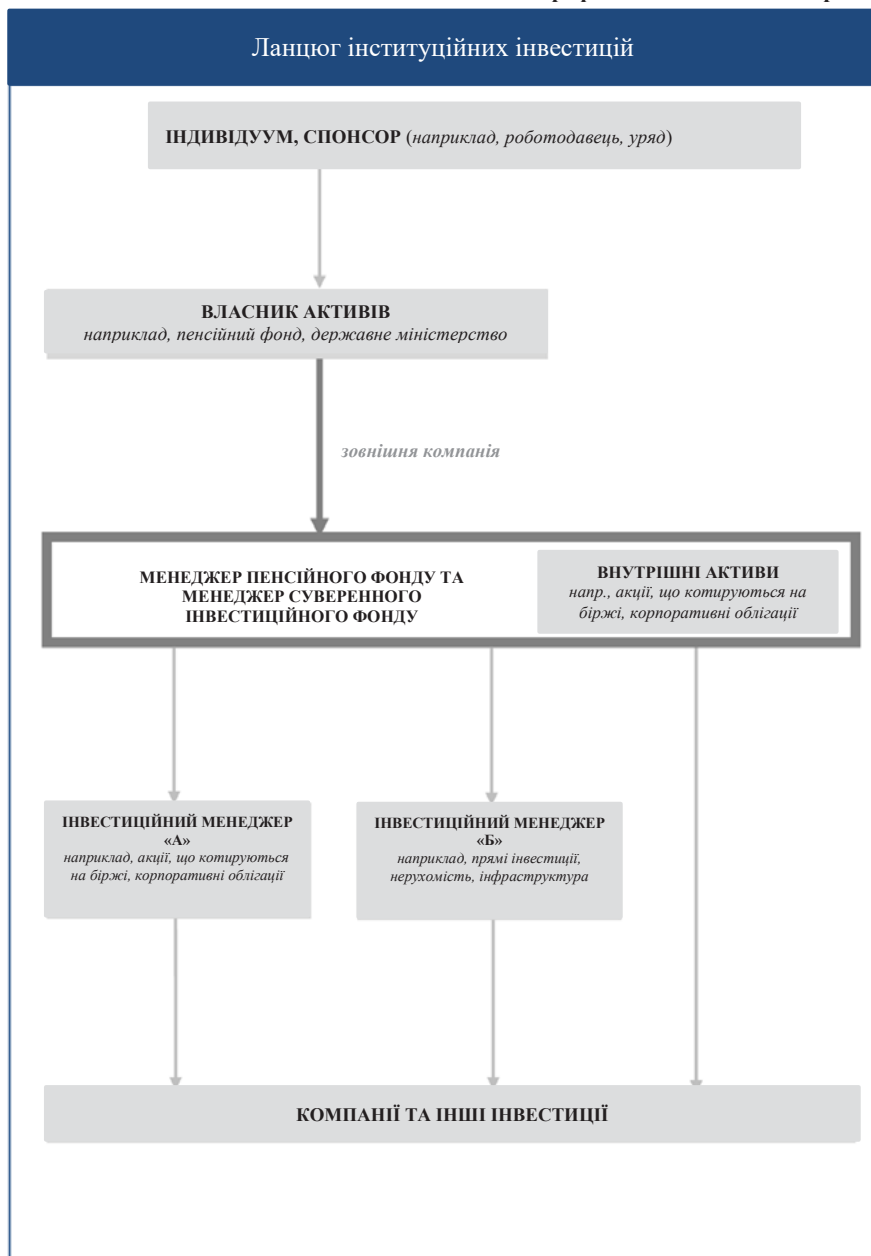 Ланцюг інституційних інвестицій
ІНДИВІДУУМ, СПОНСОР (наприклад, роботодавець, уряд)
ВЛАСНИК АКТИВІВ
наприклад, пенсійний фонд, державне міністерство
зовнішня компанія
МЕНЕДЖЕР ПЕНСІЙНОГО ФОНДУ ТА
МЕНЕДЖЕР СУВЕРЕННОГО
ІНВЕСТИЦІЙНОГО ФОНДУ
ВНУТРІШНІ АКТИВИ
напр., акції, що котируються на
біржі, корпоративні облігації
ІНВЕСТИЦІЙНИЙ МЕНЕДЖЕР
«А»
наприклад, акції, що котируються
на біржі, корпоративні облігації
ІНВЕСТИЦІЙНИЙ МЕНЕДЖЕР
«Б»
наприклад, прямі інвестиції,
нерухомість, інфраструктура
КОМПАНІЇ ТА ІНШІ ІНВЕСТИЦІЇ